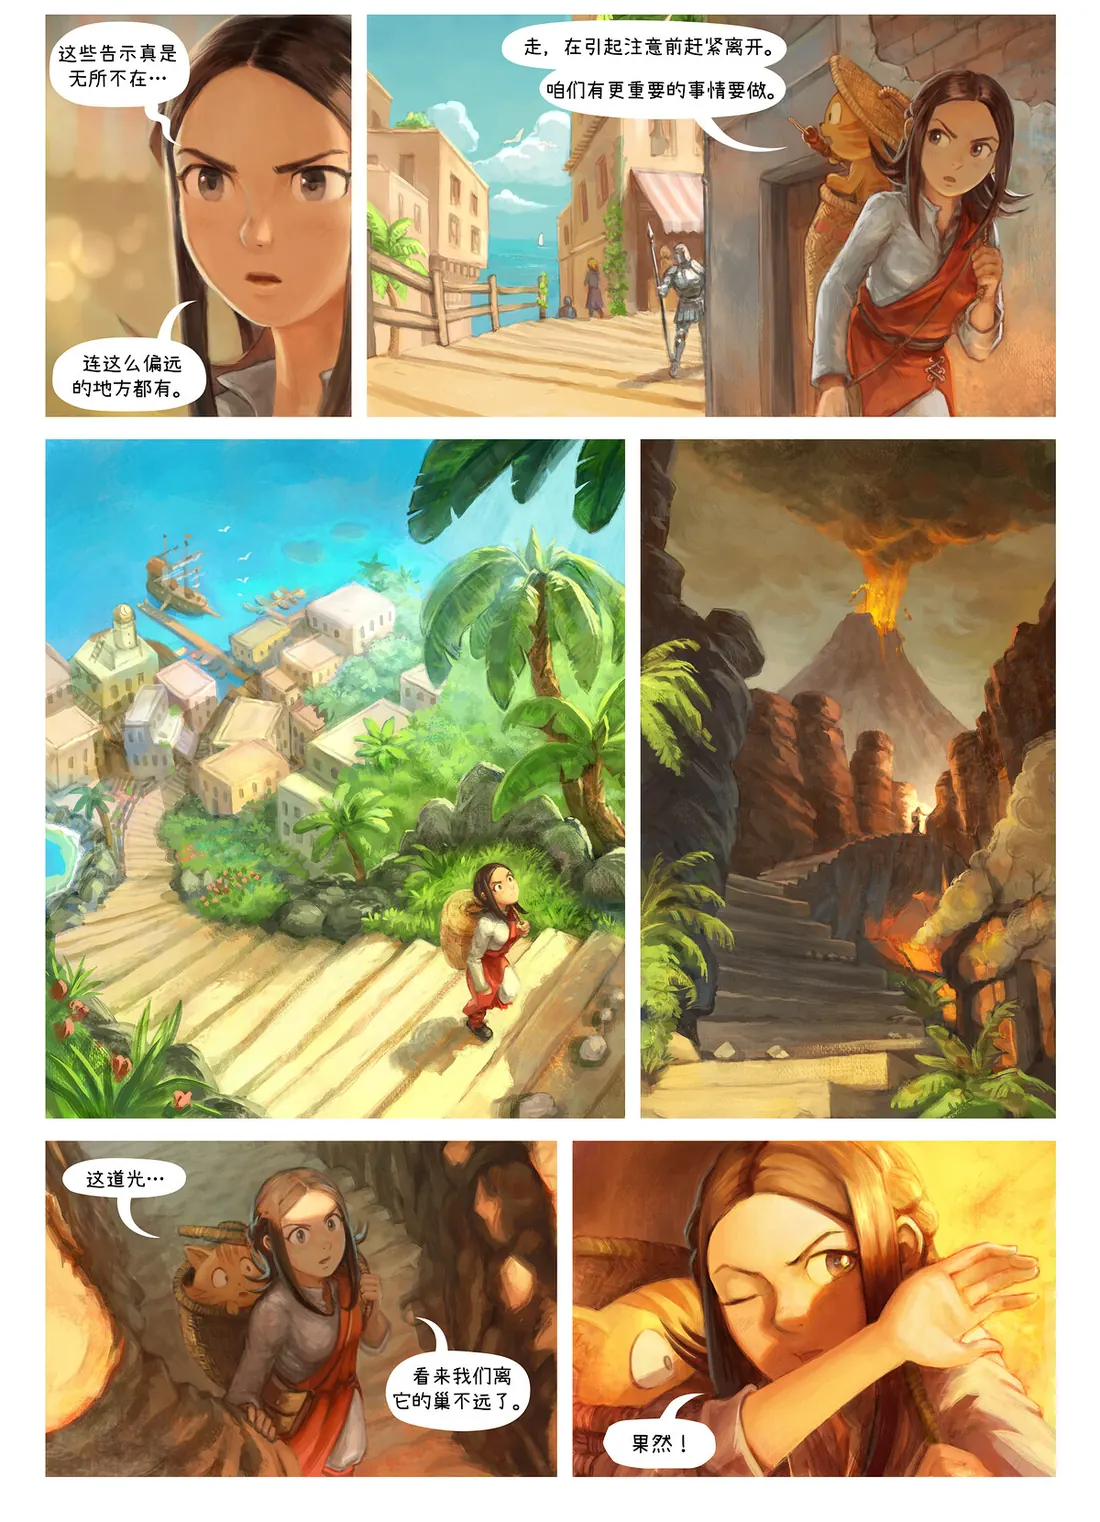 这些告示真是
无所不在…
连这么偏远
的地方都有。
走，在引起注意前赶紧离开。
咱们有更重要的事情要做。
这道光…
看来我们离
它的巢不远了。
果然！